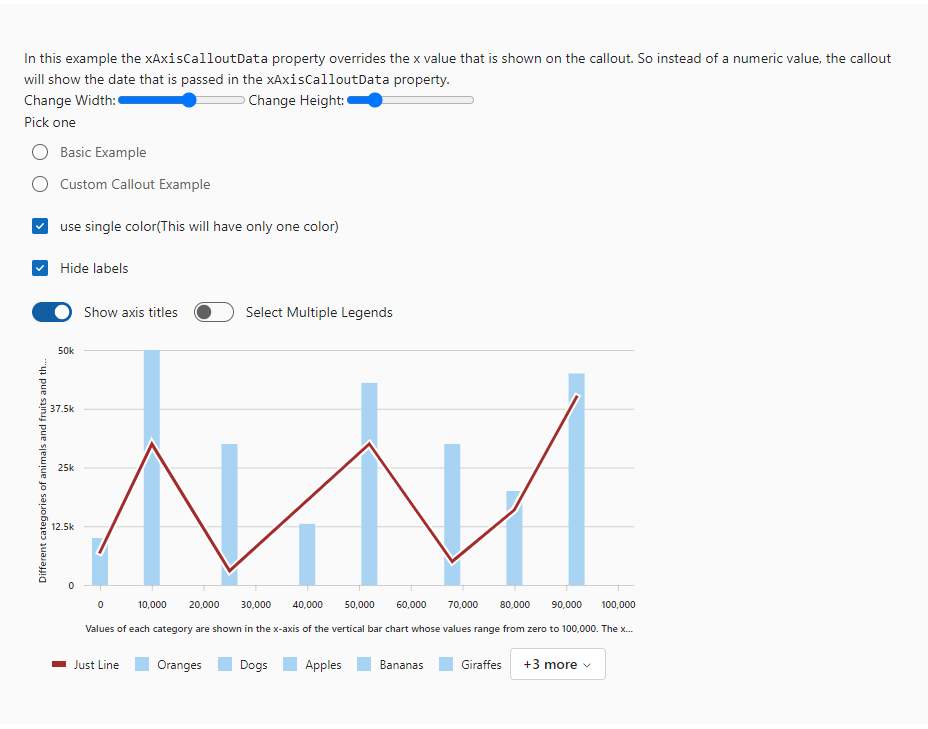 In this example the xAxisCalloutData property overrides the x value that is shown on the callout. So instead of a numeric value, the callout
will show the date that is passed in the xAxisCalloutData property.
Change Width: Change Height:
Pick one
Basic Example
Custom Callout Example
use single color(This will have only one color)
Hide labels
Show axis titles Select Multiple Legends
Different categories of animals and fruits and th...
50k
37.5k
25k
12.5k
0
0 10,000 20,000 30,000 40,000 50,000 60,000 70,000 80,000 90,000 100,000
Values of each category are shown in the x-axis of the vertical bar chart whose values range from zero to 100,000. The x...
Just Line Oranges Dogs Apples Bananas Giraffes +3 more